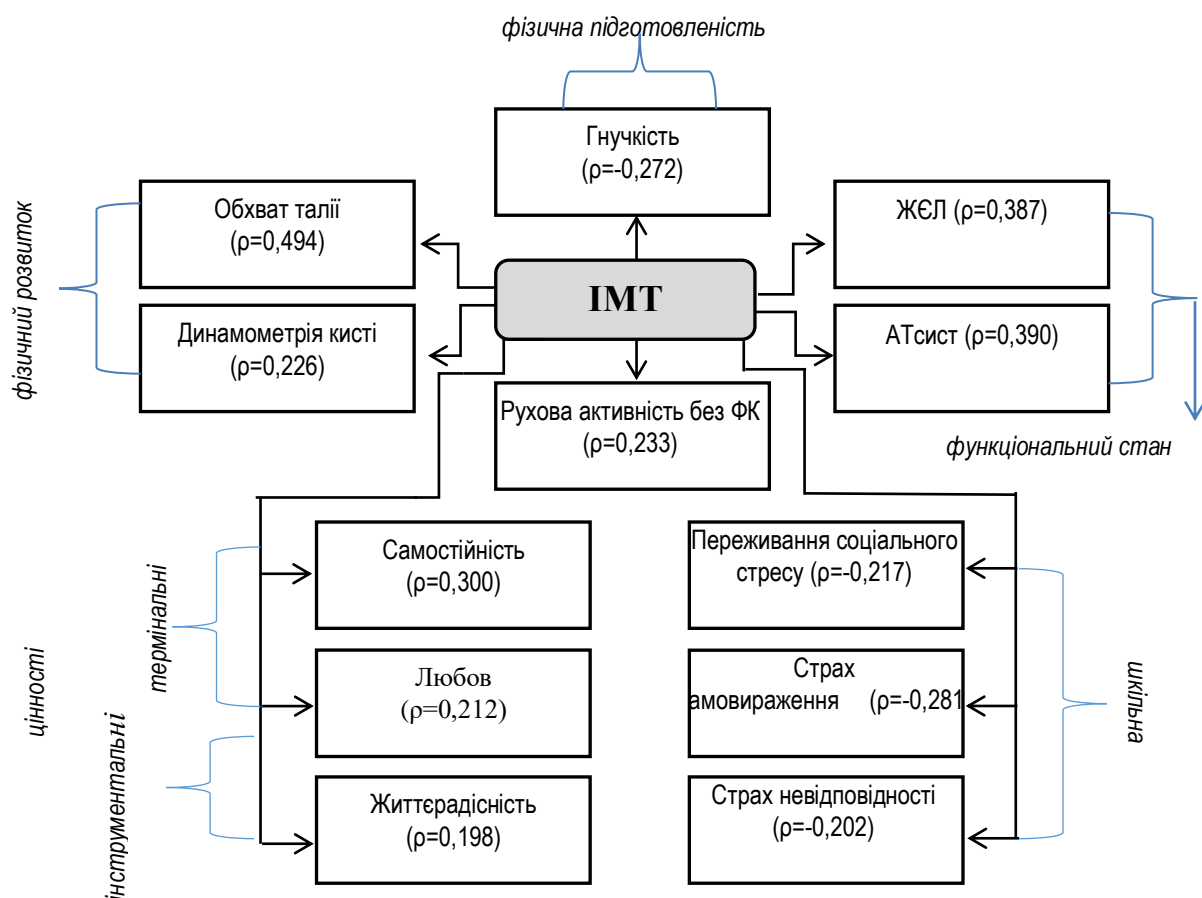 фізична підготовленість
Гнучкість
(ρ=-0,272)
фізичний розвиток
Обхват талії
(ρ=0,494)
ЖЄЛ (ρ=0,387)
ІМТ
Динамометрія кисті
(ρ=0,226)
АТсист (ρ=0,390)
Рухова активність без ФК
(ρ=0,233)
функціональний стан
цінності
термінальні
Самостійність
(ρ=0,300)
Переживання соціального
стресу (ρ=-0,217)
Любов
(ρ=0,212)
Страх
амовираження (ρ=-0,281
шкільна
інструментальні
Життєрадісність
(ρ=0,198)
Страх невідповідності
(ρ=-0,202)